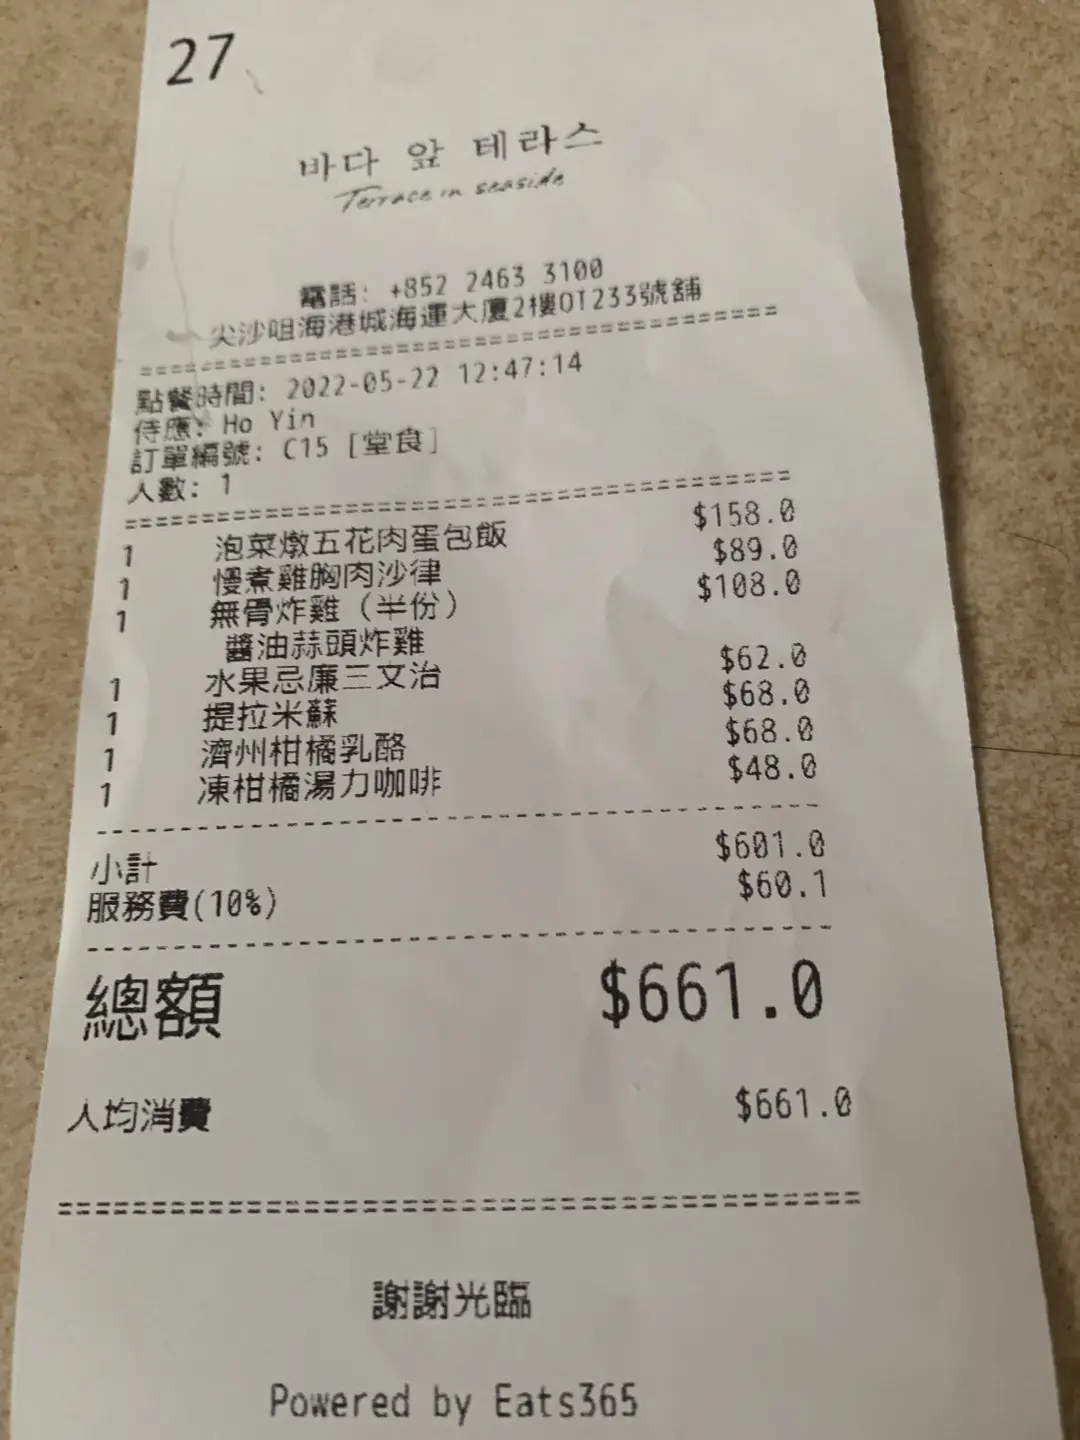 27
바다 앞 테라스
Terrace in seaside
電話: +852 2463 3100
尖沙咀海港城海運大廈2樓OT233號舖
點餐時間: 2022-05-22 12:47:14
侍應: Ho Yin
訂單編號: C15 [堂食]
人數: 1
1 泡菜燉五花肉蛋包飯 $158.0
1 慢煮雞胸肉沙律 $89.0
1 無骨炸雞 (半份) $108.0
醬油蒜頭炸雞
1 水果忌廉三文治 $62.0
1 提拉米蘇 $68.0
1 濟州柑橘乳酪 $68.0
1 凍柑橘湯力咖啡 $48.0
小計 $601.0
服務費(10%) $60.1
總額 $661.0
人均消費 $661.0
謝謝光臨
Powered by Eats365